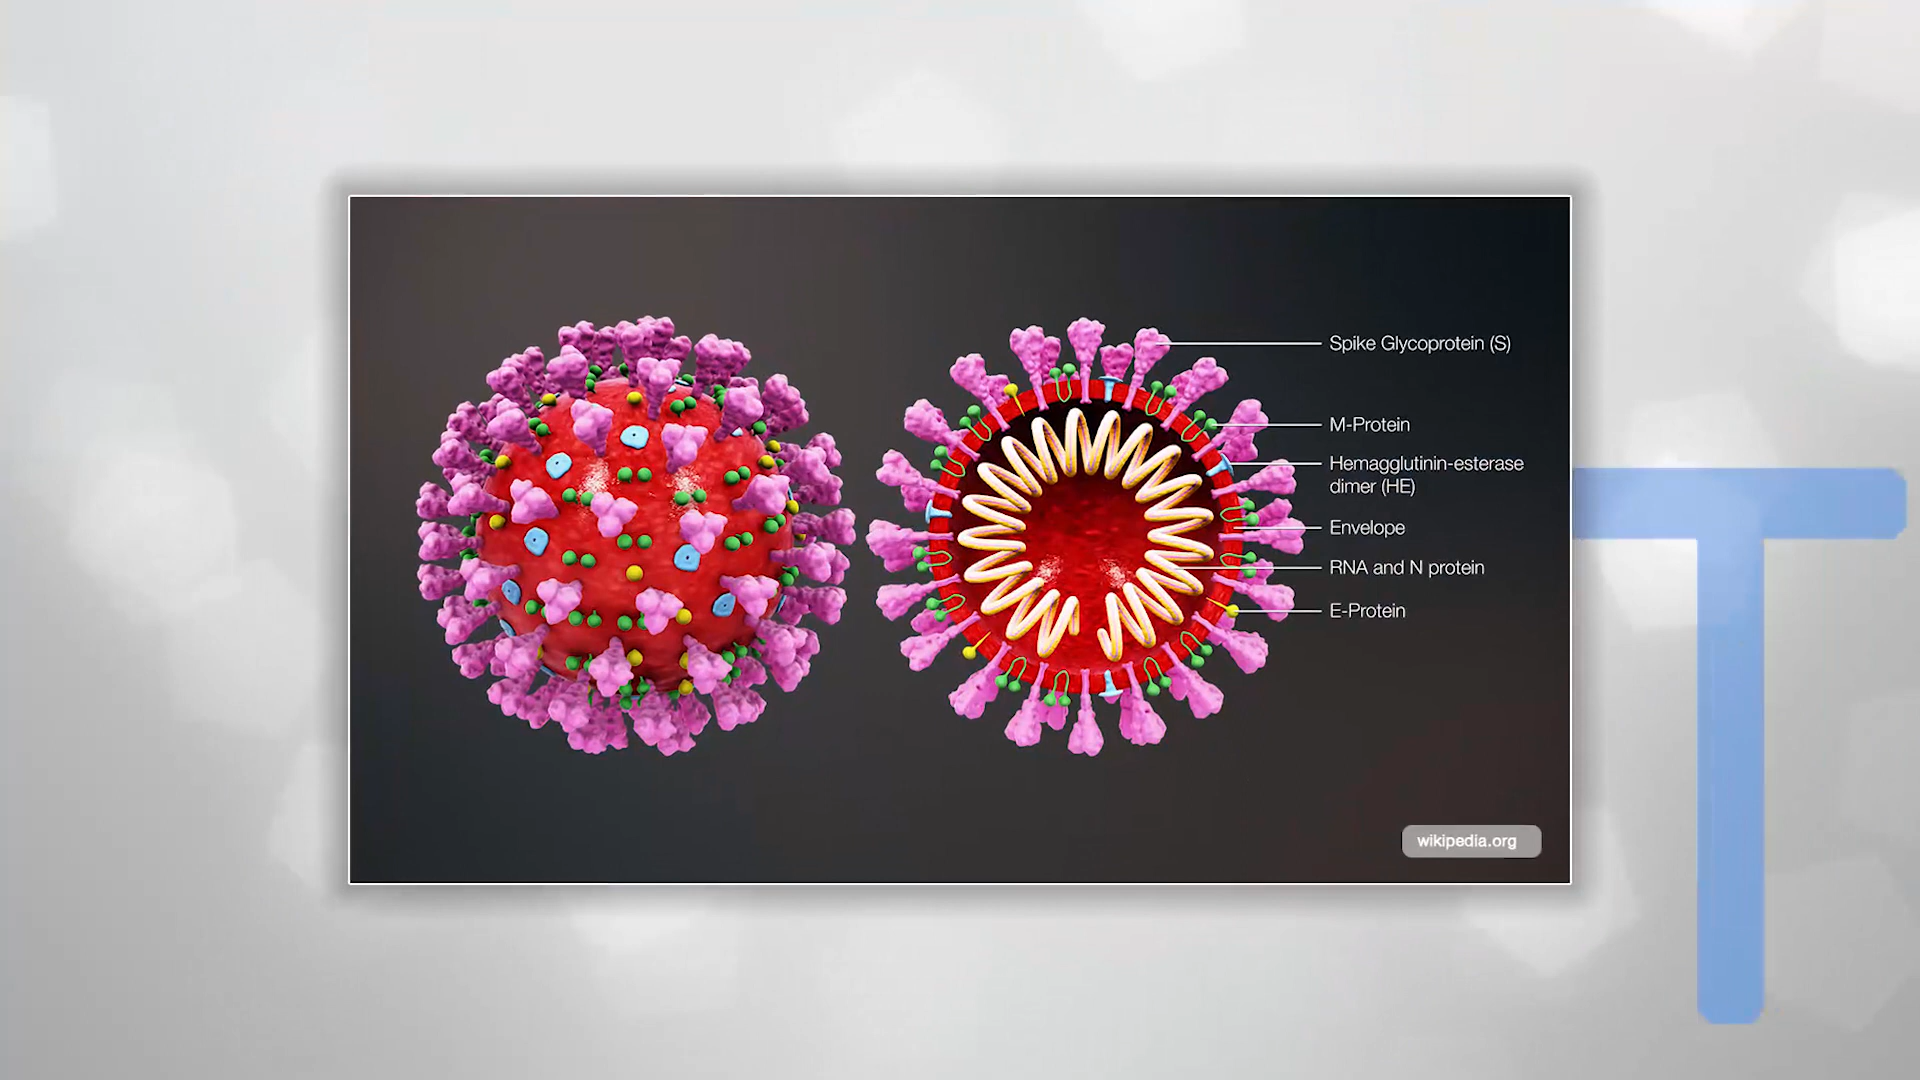 Spike Glycoprotein (S)
M-Protein
Hemagglutinin-esterase
dimer (HE)
Envelope
RNA and N protein
E-Protein
wikipedia.org
T